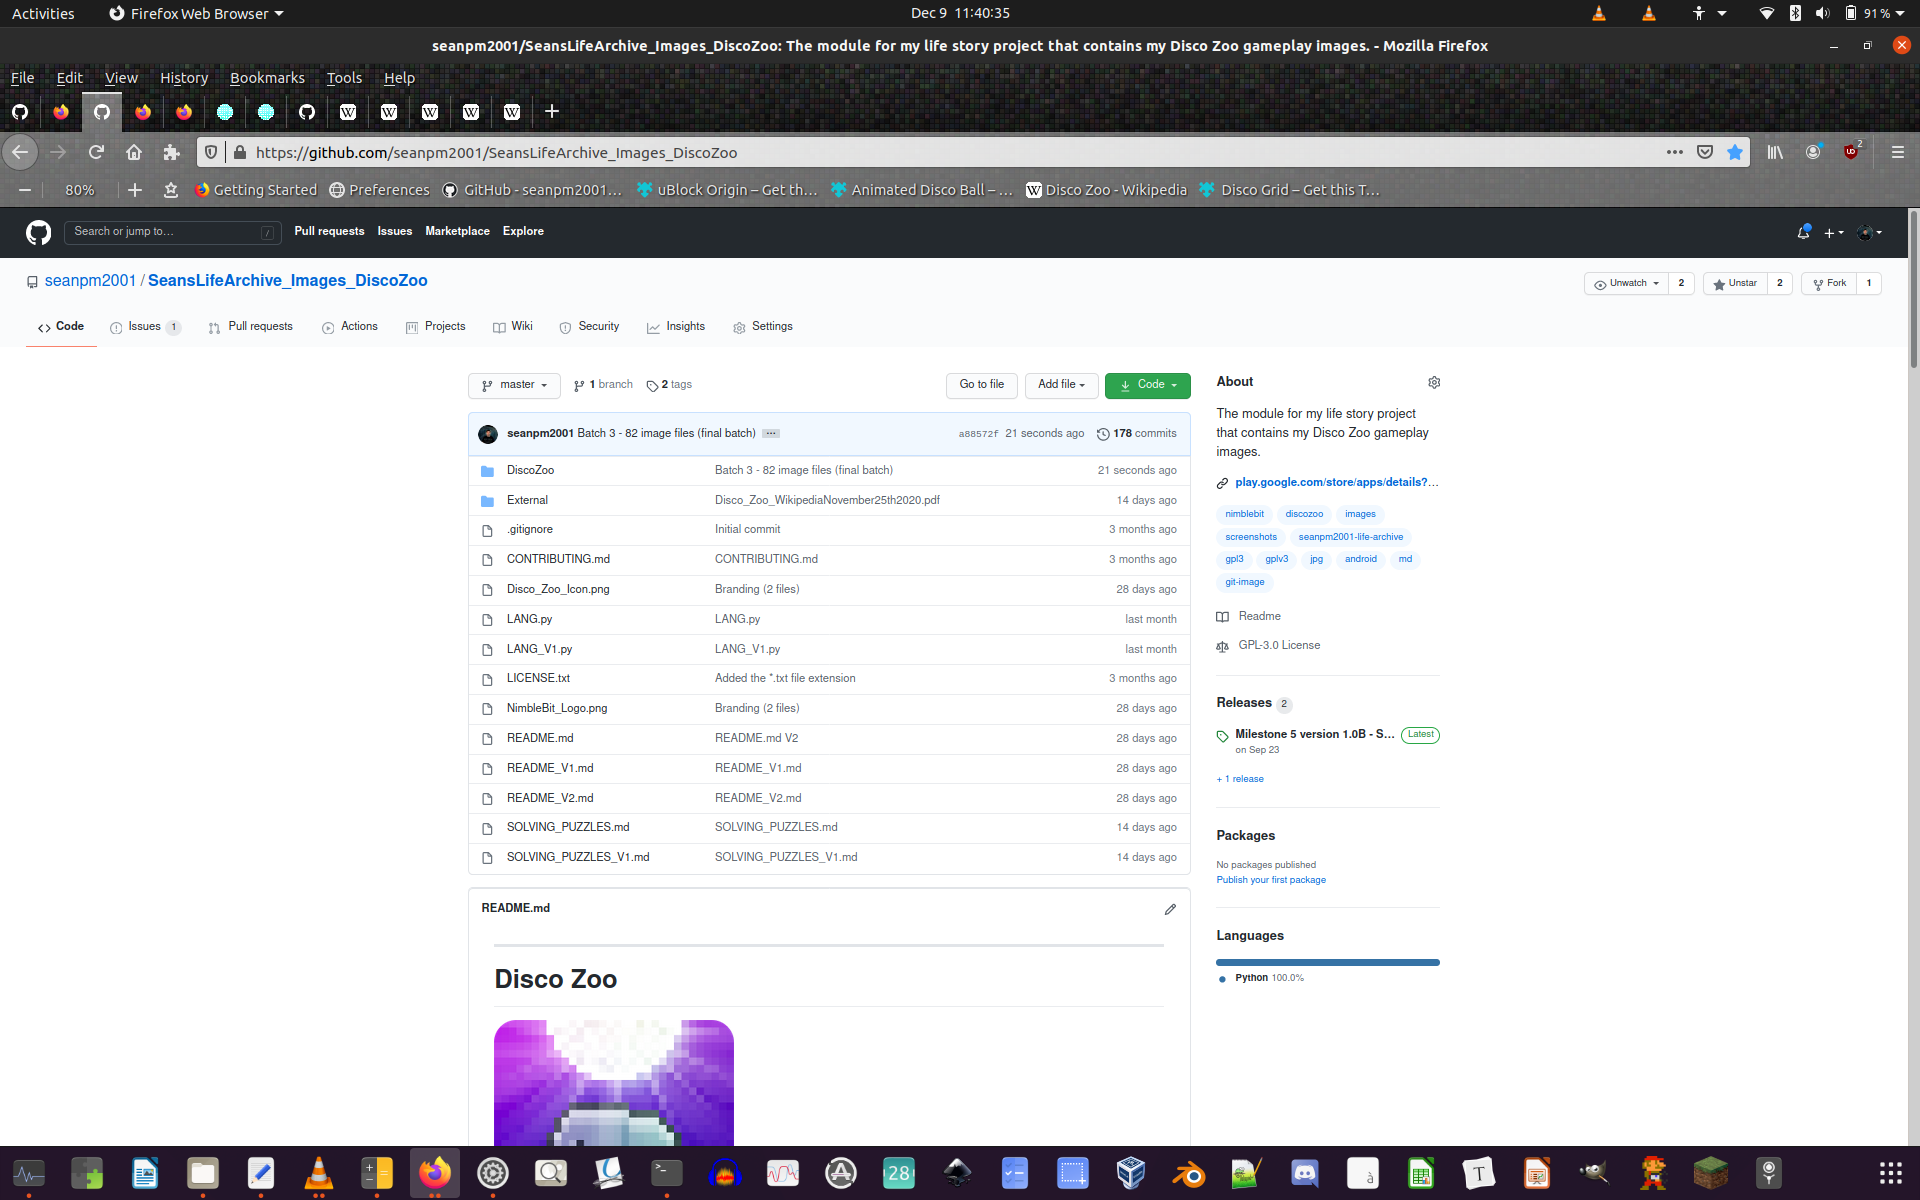 Activities Firefox Web Browser Dec 9 11:40:35 91 %
seanpm2001/SeansLifeArchive_Images_DiscoZoo: The module for my life story project that contains my Disco Zoo gameplay images. - Mozilla Firefox
File Edit View History Bookmarks Tools Help
https://github.com/seanpm2001/SeansLifeArchive_Images_DiscoZoo 2
80% Getting Started Preferences GitHub - seanpm2001… uBlock Origin – Get th… Animated Disco Ball – … Disco Zoo - Wikipedia Disco Grid – Get this T…
Search or jump to… / Pull requests Issues Marketplace Explore
seanpm2001 / SeansLifeArchive_Images_DiscoZoo Unwatch 2 Unstar 2 Fork 1
Code Issues 1 Pull requests Actions Projects Wiki Security Insights Settings
master 1 branch 2 tags Go to file Add file Code
seanpm2001 Batch 3 - 82 image files (final batch) … a88572f 21 seconds ago 178 commits
DiscoZoo Batch 3 - 82 image files (final batch) 21 seconds ago
External Disco_Zoo_WikipediaNovember25th2020.pdf 14 days ago
.gitignore Initial commit 3 months ago
CONTRIBUTING.md CONTRIBUTING.md 3 months ago
Disco_Zoo_Icon.png Branding (2 files) 28 days ago
LANG.py LANG.py last month
LANG_V1.py LANG_V1.py last month
LICENSE.txt Added the *.txt file extension 3 months ago
NimbleBit_Logo.png Branding (2 files) 28 days ago
README.md README.md V2 28 days ago
README_V1.md README_V1.md 28 days ago
README_V2.md README_V2.md 28 days ago
SOLVING_PUZZLES.md SOLVING_PUZZLES.md 14 days ago
SOLVING_PUZZLES_V1.md SOLVING_PUZZLES_V1.md 14 days ago
README.md
Disco Zoo
About
The module for my life story project
that contains my Disco Zoo gameplay
images.
play.google.com/store/apps/details?…
nimblebit discozoo images
screenshots seanpm2001-life-archive
gpl3 gplv3 jpg android md
git-image
Readme
GPL-3.0 License
Releases 2
Milestone 5 version 1.0B - S… Latest
on Sep 23
+ 1 release
Packages
No packages published
Publish your first package
Languages
Python 100.0%
28